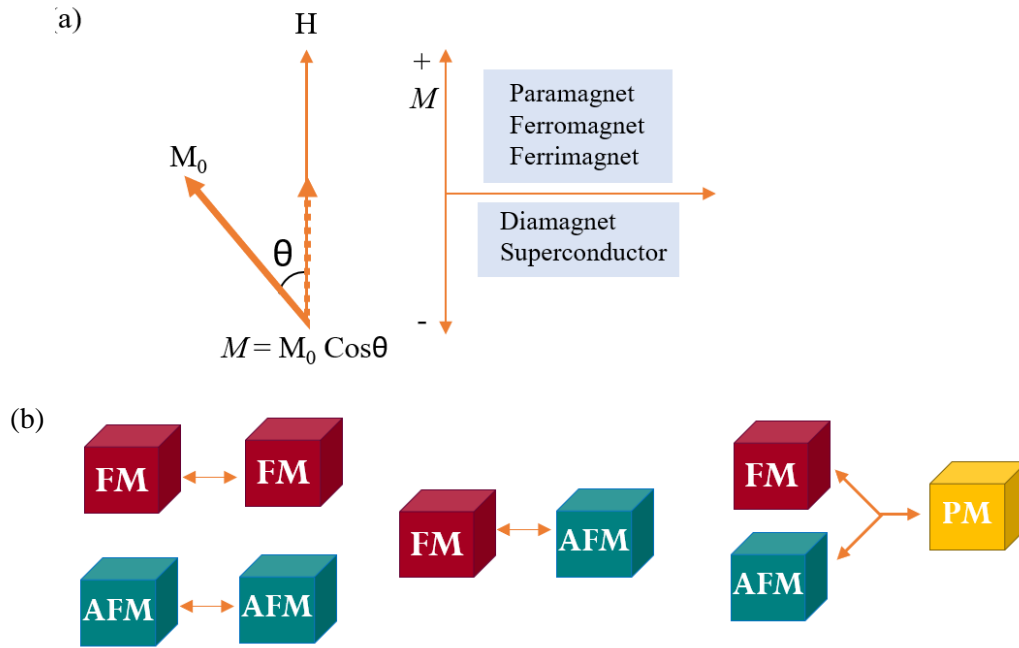 (a)
H
+
M
Paramagnet
Ferromagnet
Ferrimagnet
M₀
θ
Diamagnet
Superconductor
-
M = M₀ Cosθ
(b)
FM
FM
AFM
AFM
FM
AFM
FM
AFM
PM